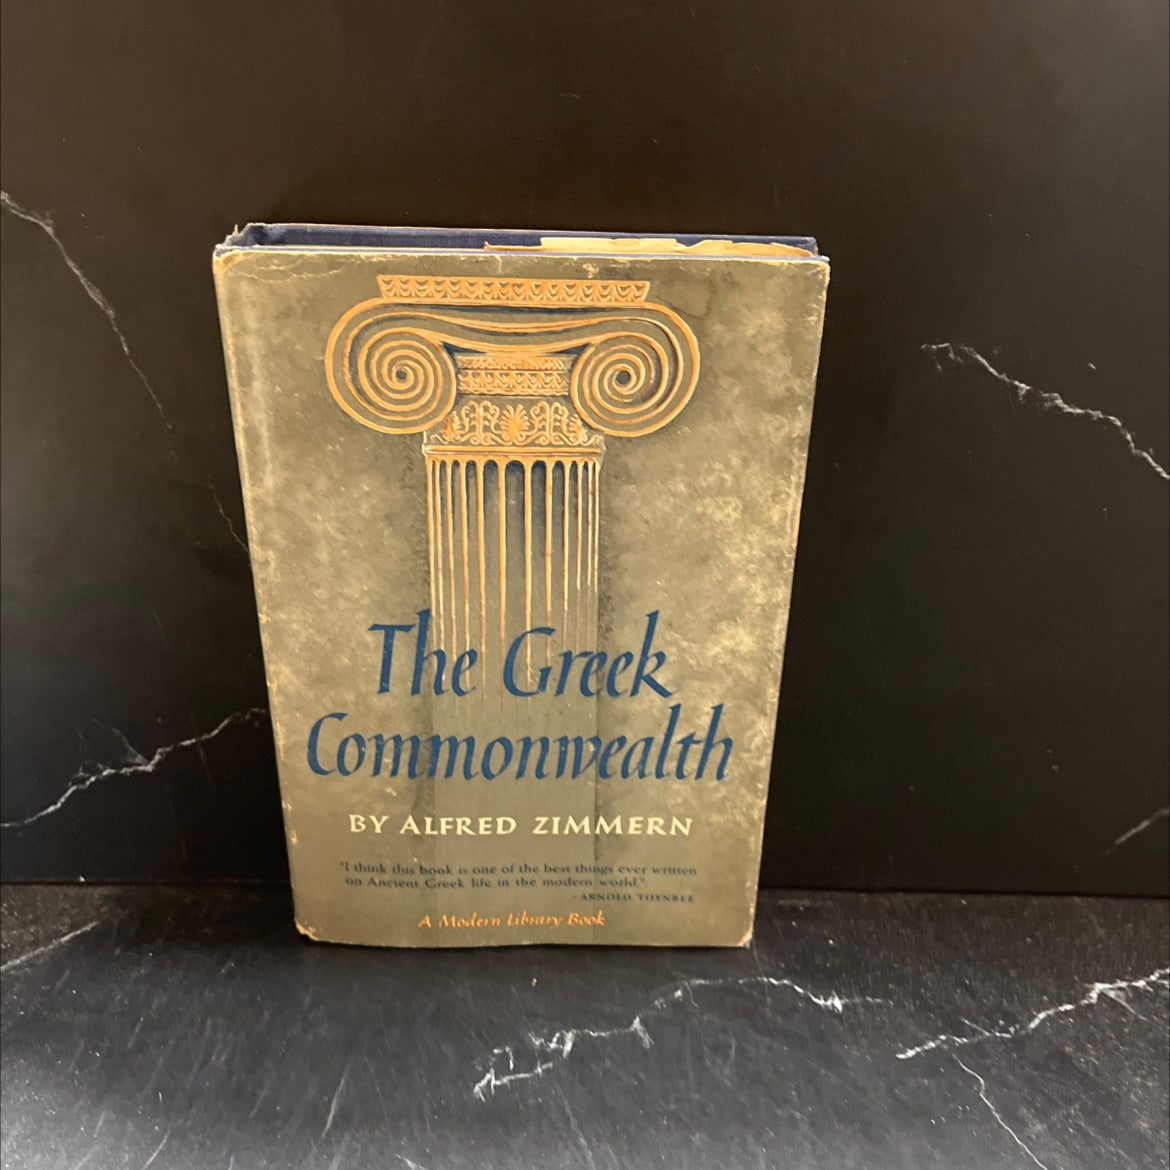 The Greek
Commonwealth
BY ALFRED ZIMMERN
"I think this book is one of the best things ever written
on Ancient Greek life in the modern world."
–ARNOLD TOYNBEE
A Modern Library Book